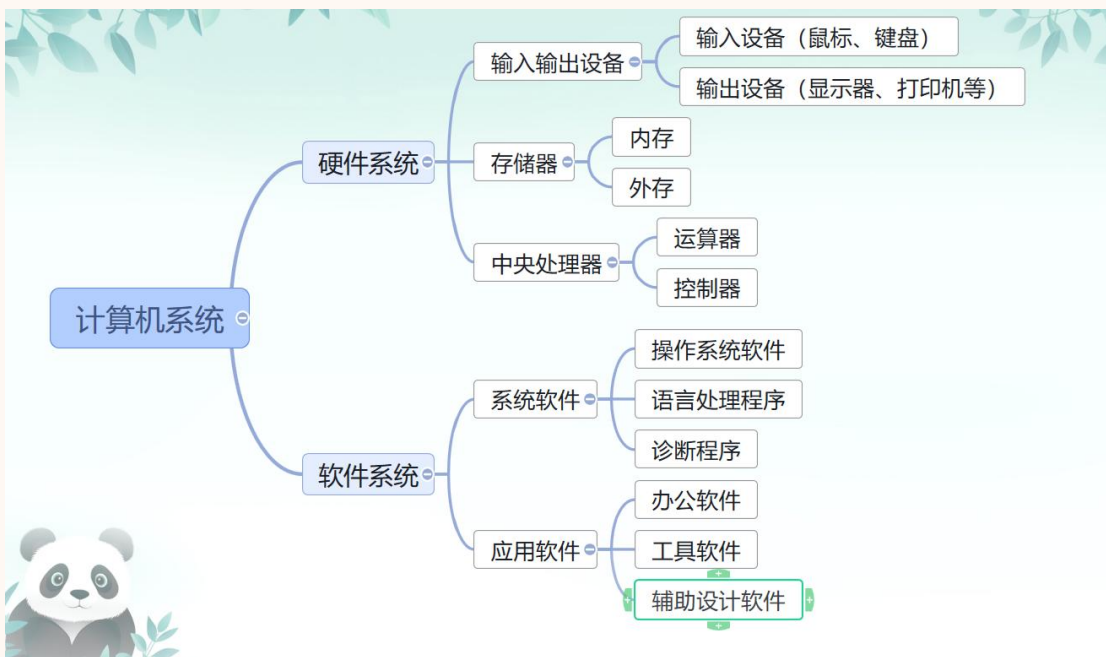 输入设备（鼠标、键盘）
输入输出设备
输出设备（显示器、打印机等）
内存
硬件系统
存储器
外存
运算器
中央处理器
控制器
计算机系统
操作系统软件
系统软件
语言处理程序
诊断程序
软件系统
办公软件
应用软件
工具软件
辅助设计软件